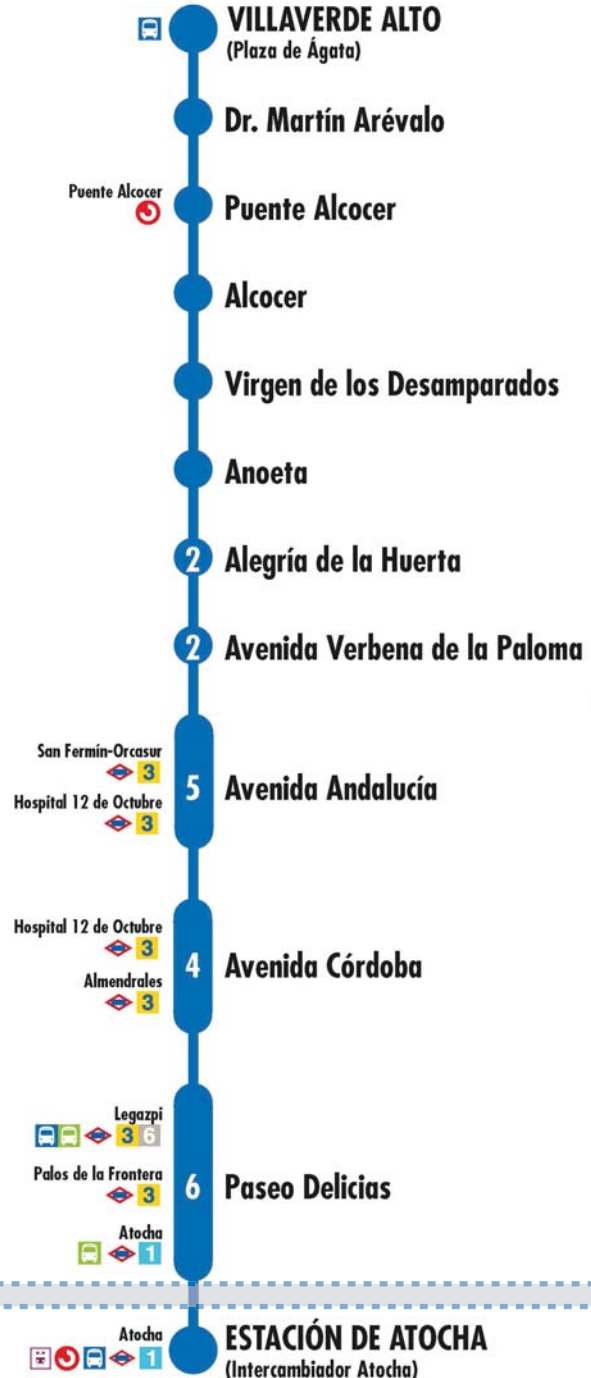 VILLAVERDE ALTO
(Plaza de Ágata)
Dr. Martín Arévalo
Puente Alcocer
Puente Alcocer
Alcocer
Virgen de los Desamparados
Anoeta
2 Alegría de la Huerta
2 Avenida Verbena de la Paloma
San Fermín-Orcasur
3
Hospital 12 de Octubre
3
5 Avenida Andalucía
Hospital 12 de Octubre
3
Almendrales
3
4 Avenida Córdoba
Legazpi
3 6
Palos de la Frontera
3
Atocha
1
6 Paseo Delicias
Atocha
1
ESTACIÓN DE ATOCHA
(Intercambiador Atocha)